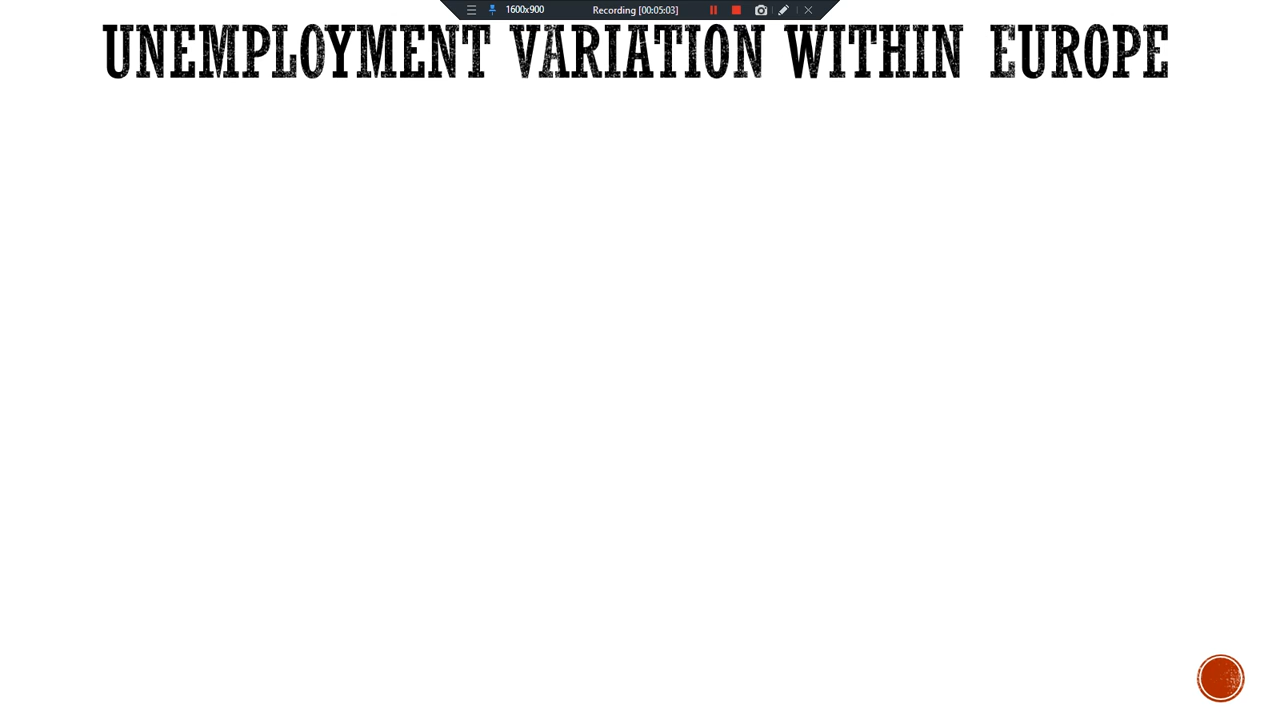 1600x900 Recording [00:05:03]
UNEMPLOYMENT VARIATION WITHIN EUROPE